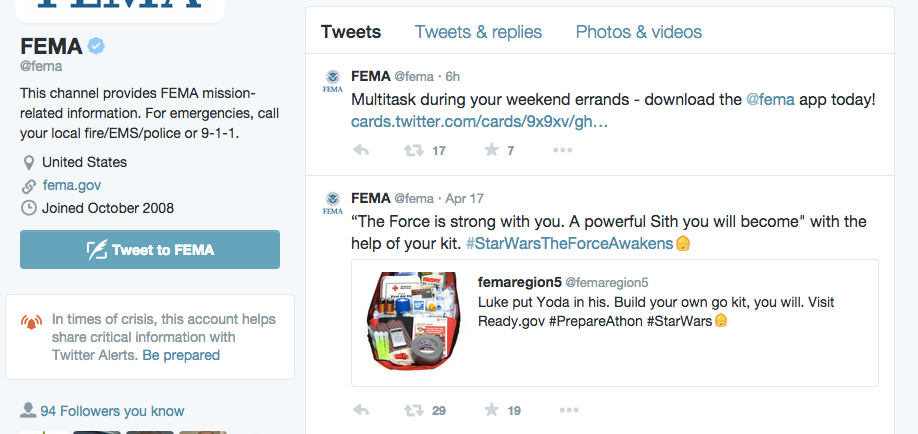 FEMA
FEMA
@fema
This channel provides FEMA mission-
related information. For emergencies, call
your local fire/EMS/police or 9-1-1.
United States
fema.gov
Joined October 2008
Tweet to FEMA
In times of crisis, this account helps
share critical information with
Twitter Alerts. Be prepared
94 Followers you know
Tweets Tweets & replies Photos & videos
FEMA
FEMA @fema · 6h
Multitask during your weekend errands - download the @fema app today!
cards.twitter.com/cards/9x9xv/gh…
17 7
FEMA
FEMA @fema · Apr 17
“The Force is strong with you. A powerful Sith you will become" with the
help of your kit. #StarWarsTheForceAwakens
femaregion5 @femaregion5
Luke put Yoda in his. Build your own go kit, you will. Visit
Ready.gov #PrepareAthon #StarWars
29 19